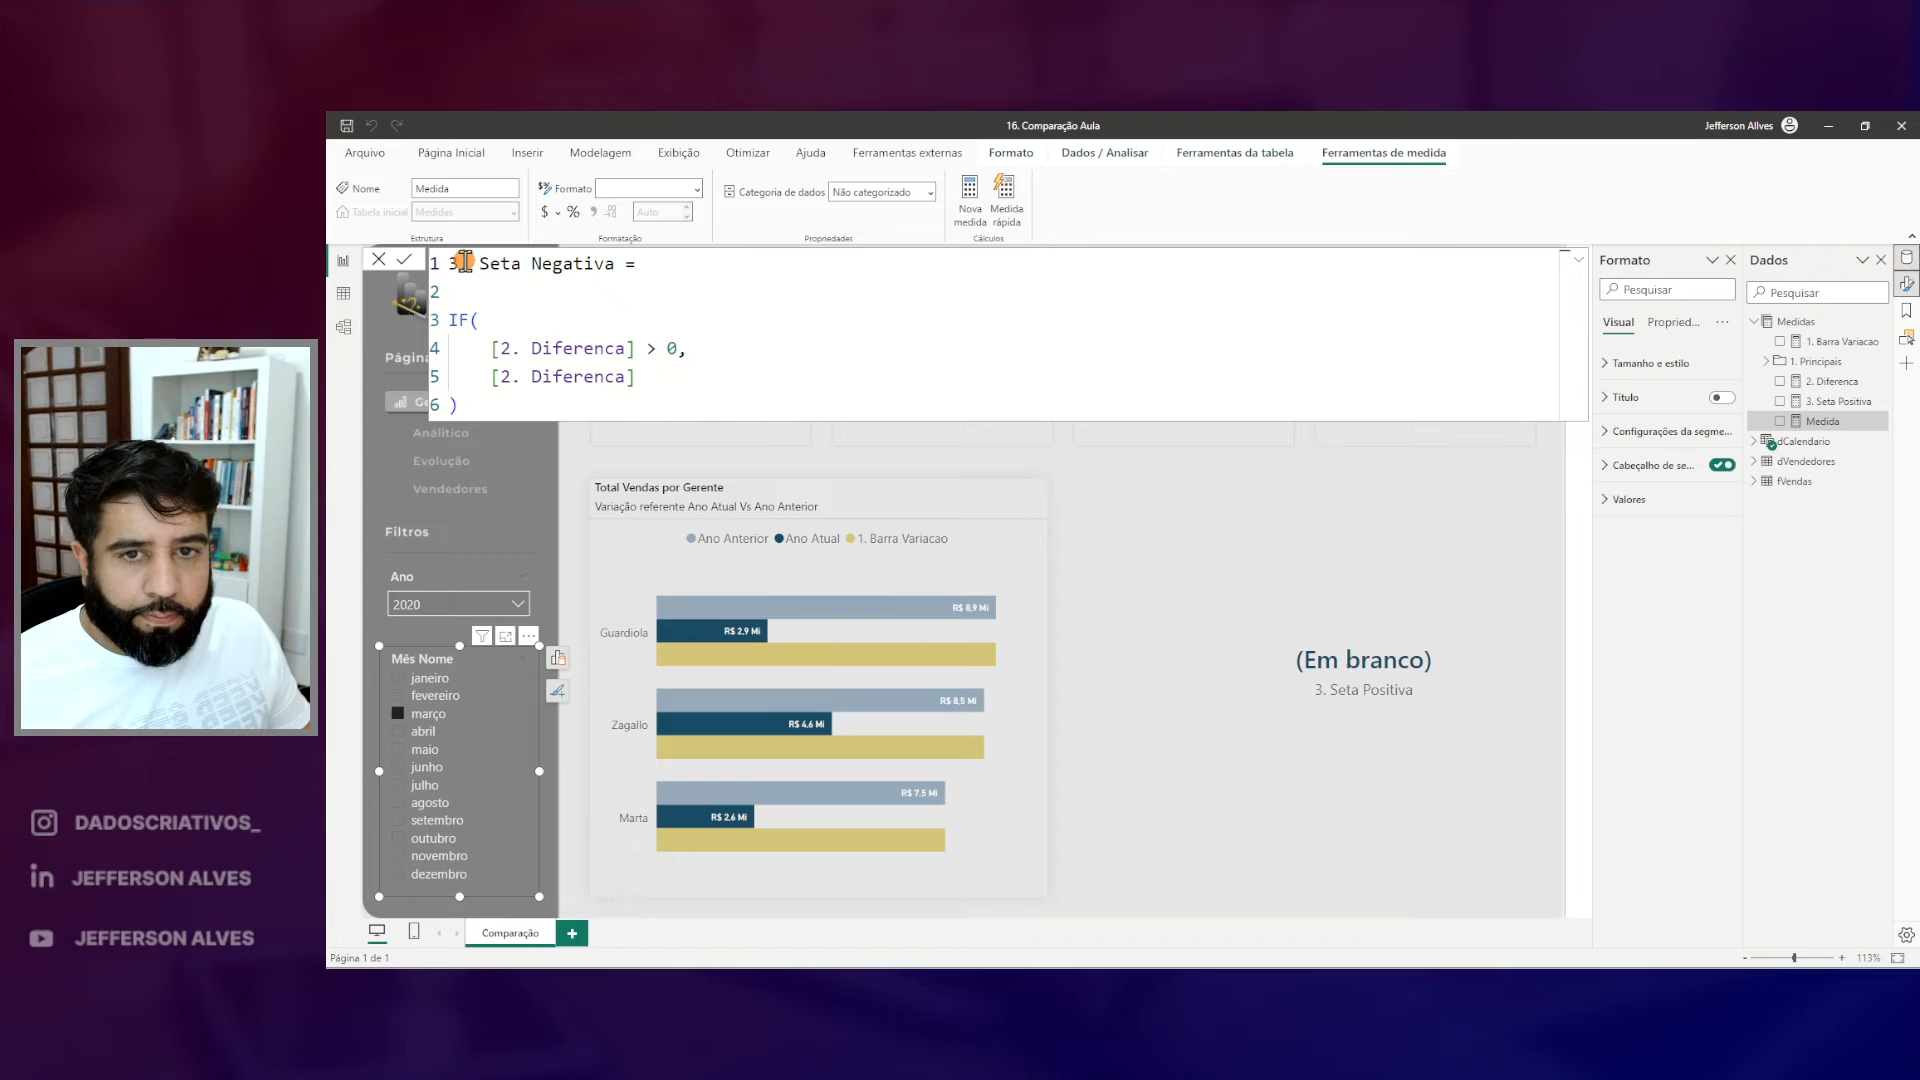 16. Comparação Aula
Jefferson Allves
Arquivo
Página Inicial
Inserir
Modelagem
Exibição
Otimizar
Ajuda
Ferramentas externas
Formato
Dados / Analisar
Ferramentas da tabela
Ferramentas de medida
Nome
Medida
Formato
Categoria de dados
Não categorizado
Tabela inicial
Medidas
$ %
Auto
Nova medida
Medida rápida
Estrutura
Formatação
Propriedades
Cálculos
1 3. Seta Negativa =
2
3 IF(
4 [2. Diferenca] > 0,
5 [2. Diferenca]
6 )
Formato
Pesquisar
Visual
Propried...
Tamanho e estilo
Título
Configurações da segme...
Cabeçalho de se...
Valores
Dados
Pesquisar
Medidas
1. Barra Variacao
1. Principais
2. Diferenca
3. Seta Positiva
Medida
dCalendario
dVendedores
fVendas
Análitico
Evolução
Vendedores
Filtros
Ano
2020
Mês Nome
janeiro
fevereiro
março
abril
maio
junho
julho
agosto
setembro
outubro
novembro
dezembro
Total Vendas por Gerente
Variação referente Ano Atual Vs Ano Anterior
Ano Anterior
Ano Atual
1. Barra Variacao
Guardiola
R$ 8,9 Mi
R$ 2,9 Mi
Zagallo
R$ 8,5 Mi
R$ 4,6 Mi
Marta
R$ 7,5 Mi
R$ 2,6 Mi
(Em branco)
3. Seta Positiva
Comparação
Página 1 de 1
113%
DADOSCRIATIVOS_
JEFFERSON ALVES
JEFFERSON ALVES